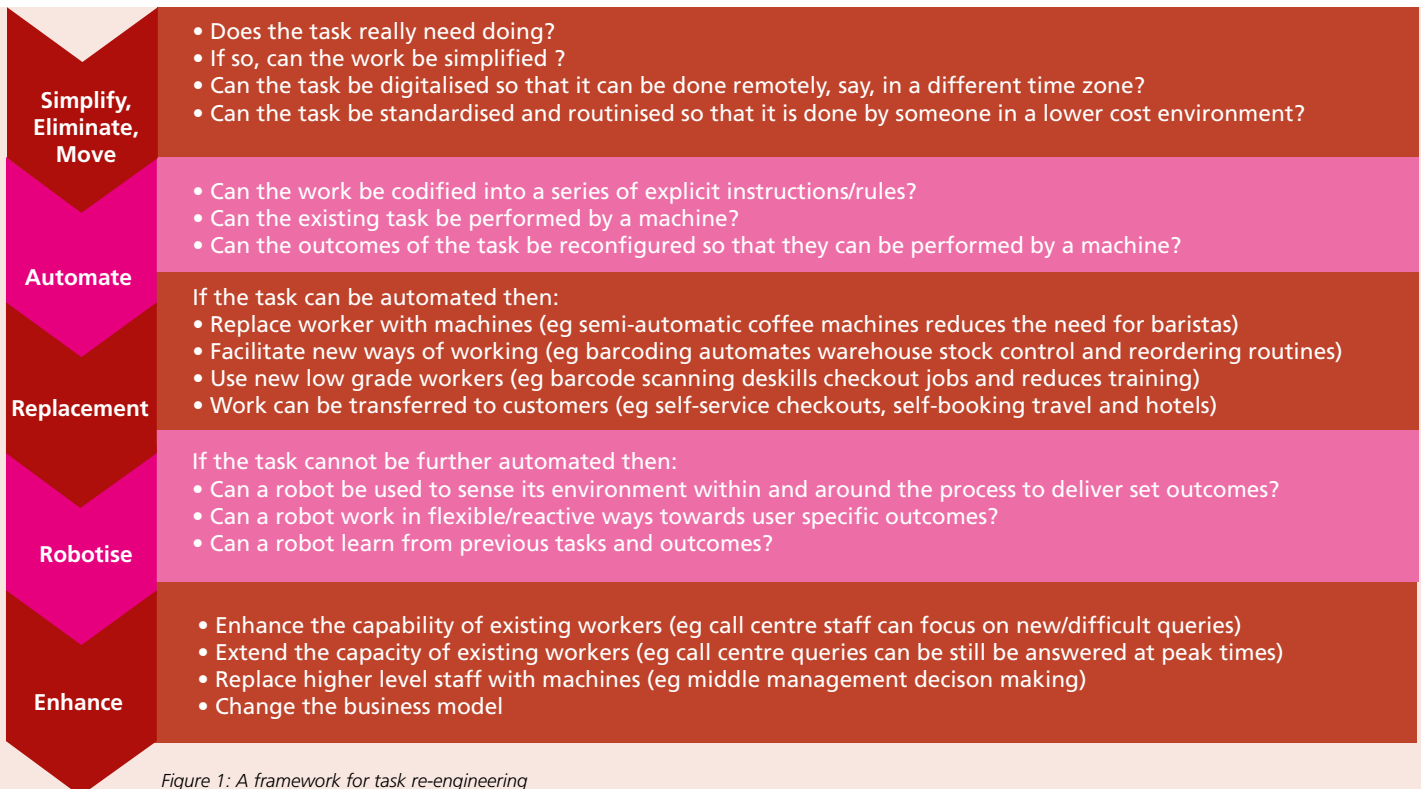 Simplify,
Eliminate,
Move
• Does the task really need doing?
• If so, can the work be simplified ?
• Can the task be digitalised so that it can be done remotely, say, in a different time zone?
• Can the task be standardised and routinised so that it is done by someone in a lower cost environment?
Automate
• Can the work be codified into a series of explicit instructions/rules?
• Can the existing task be performed by a machine?
• Can the outcomes of the task be reconfigured so that they can be performed by a machine?
Replacement
If the task can be automated then:
• Replace worker with machines (eg semi-automatic coffee machines reduces the need for baristas)
• Facilitate new ways of working (eg barcoding automates warehouse stock control and reordering routines)
• Use new low grade workers (eg barcode scanning deskills checkout jobs and reduces training)
• Work can be transferred to customers (eg self-service checkouts, self-booking travel and hotels)
Robotise
If the task cannot be further automated then:
• Can a robot be used to sense its environment within and around the process to deliver set outcomes?
• Can a robot work in flexible/reactive ways towards user specific outcomes?
• Can a robot learn from previous tasks and outcomes?
Enhance
• Enhance the capability of existing workers (eg call centre staff can focus on new/difficult queries)
• Extend the capacity of existing workers (eg call centre queries can be still be answered at peak times)
• Replace higher level staff with machines (eg middle management decison making)
• Change the business model
Figure 1: A framework for task re-engineering